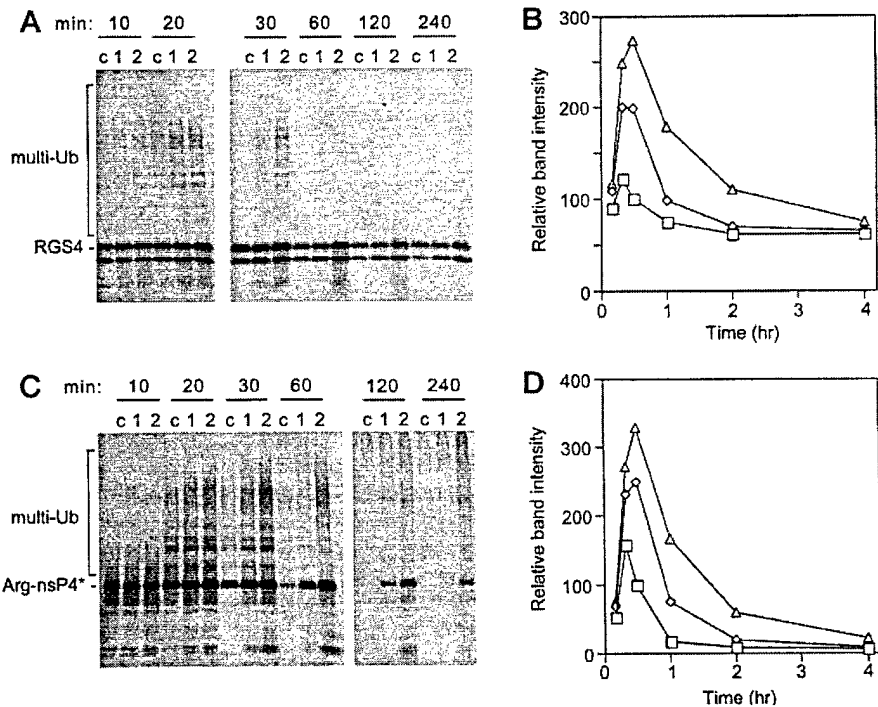 A
min: 10 20 30 60 120 240
c 1 2 c 1 2 c 1 2 c 1 2 c 1 2 c 1 2
multi-Ub
RGS4
B
Relative band intensity
300
200
100
0
0 1 2 3 4
Time (hr)
C
min: 10 20 30 60 120 240
c 1 2 c 1 2 c 1 2 c 1 2 c 1 2 c 1 2
multi-Ub
Arg-nsP4*
D
Relative band intensity
400
300
200
100
0
0 1 2 3 4
Time (hr)